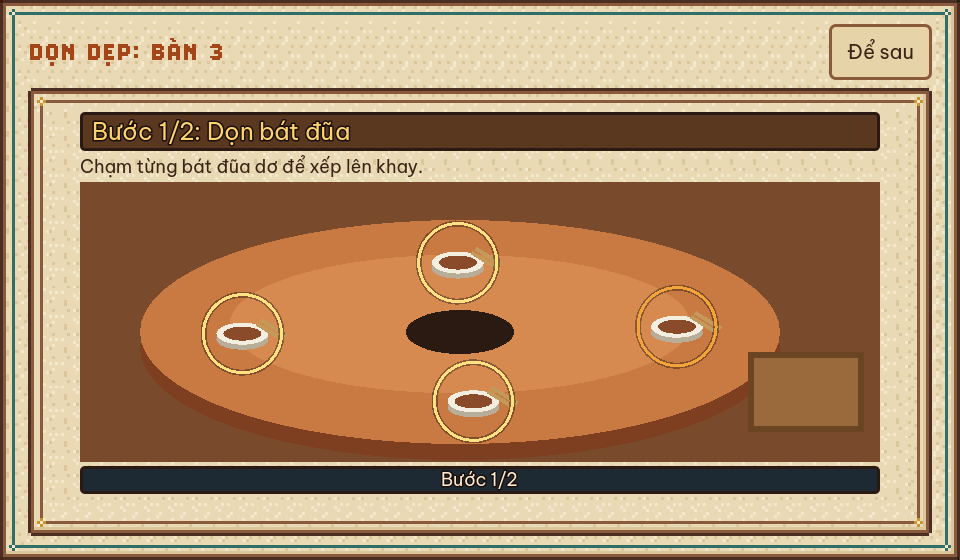 DỌN DẸP: BÀN 3
Để sau
Bước 1/2: Dọn bát đũa
Chạm từng bát đũa dơ để xếp lên khay.
Bước 1/2